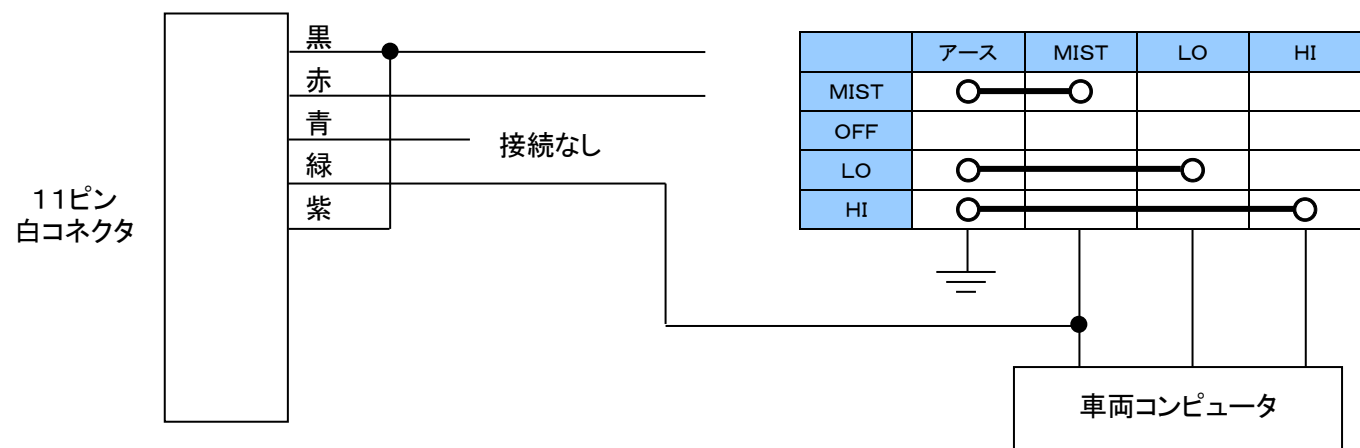 黒
赤
青
接続なし
緑
紫
11ピン
白コネクタ
アース MIST LO HI
MIST
OFF
LO
HI
車両コンピュータ